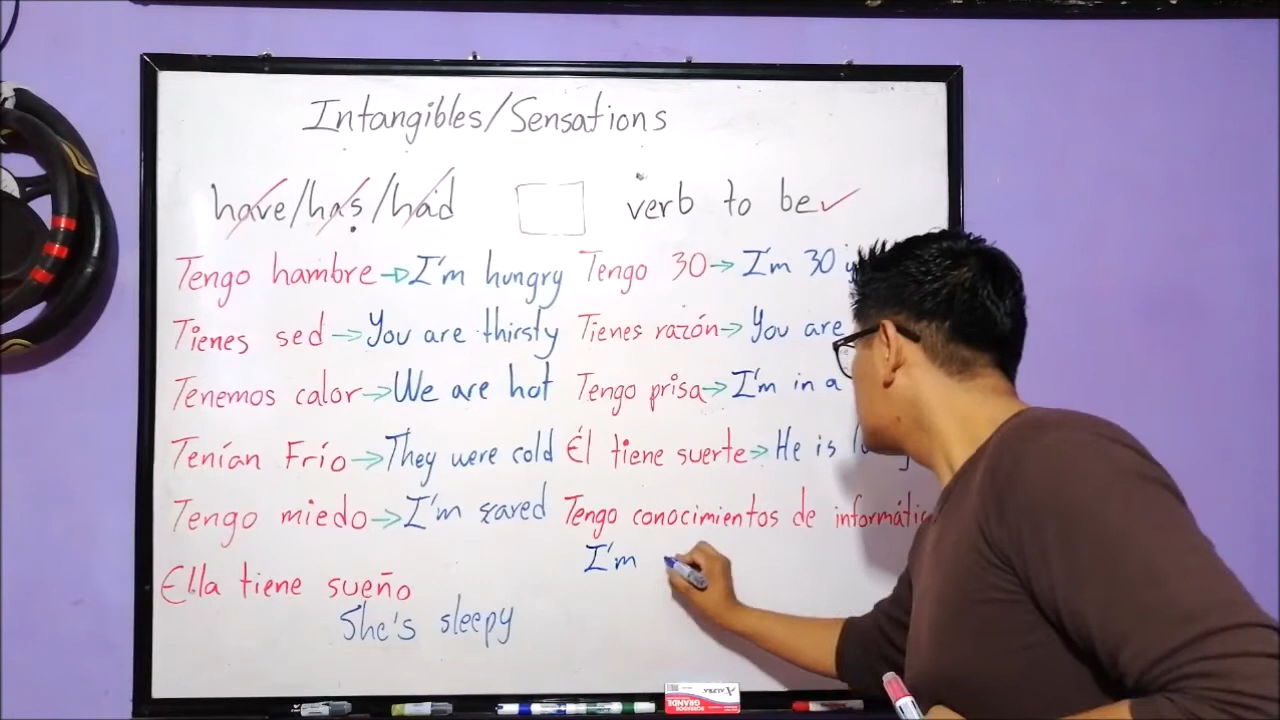 Intangibles/Sensations
have/has/had verb to be✓
Tengo hambre→I'm hungry Tengo 30→I'm 30
Tienes sed→You are thirsty Tienes razón→You are
Tenemos calor→We are hot Tengo prisa→I'm in a
Tenían Frío→They were cold Él tiene suerte→He is
Tengo miedo→I'm scared Tengo conocimientos de
I'm
Ella tiene sueño
She's sleepy